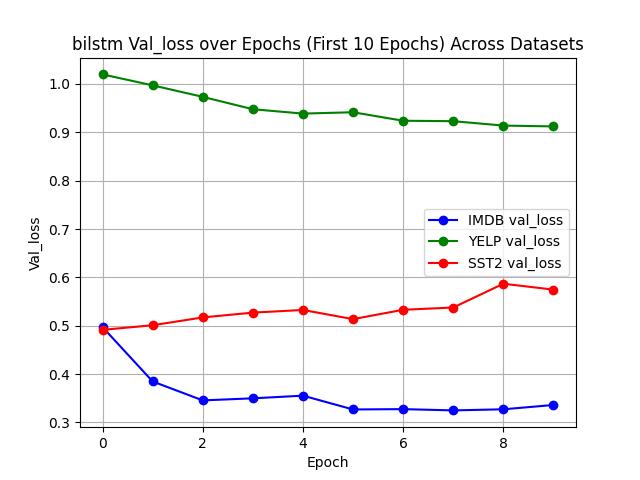 bilstm Val_loss over Epochs (First 10 Epochs) Across Datasets
1.0
0.9
0.8
0.7
0.6
0.5
0.4
0.3
Val_loss
IMDB val_loss
YELP val_loss
SST2 val_loss
0 2 4 6 8
Epoch